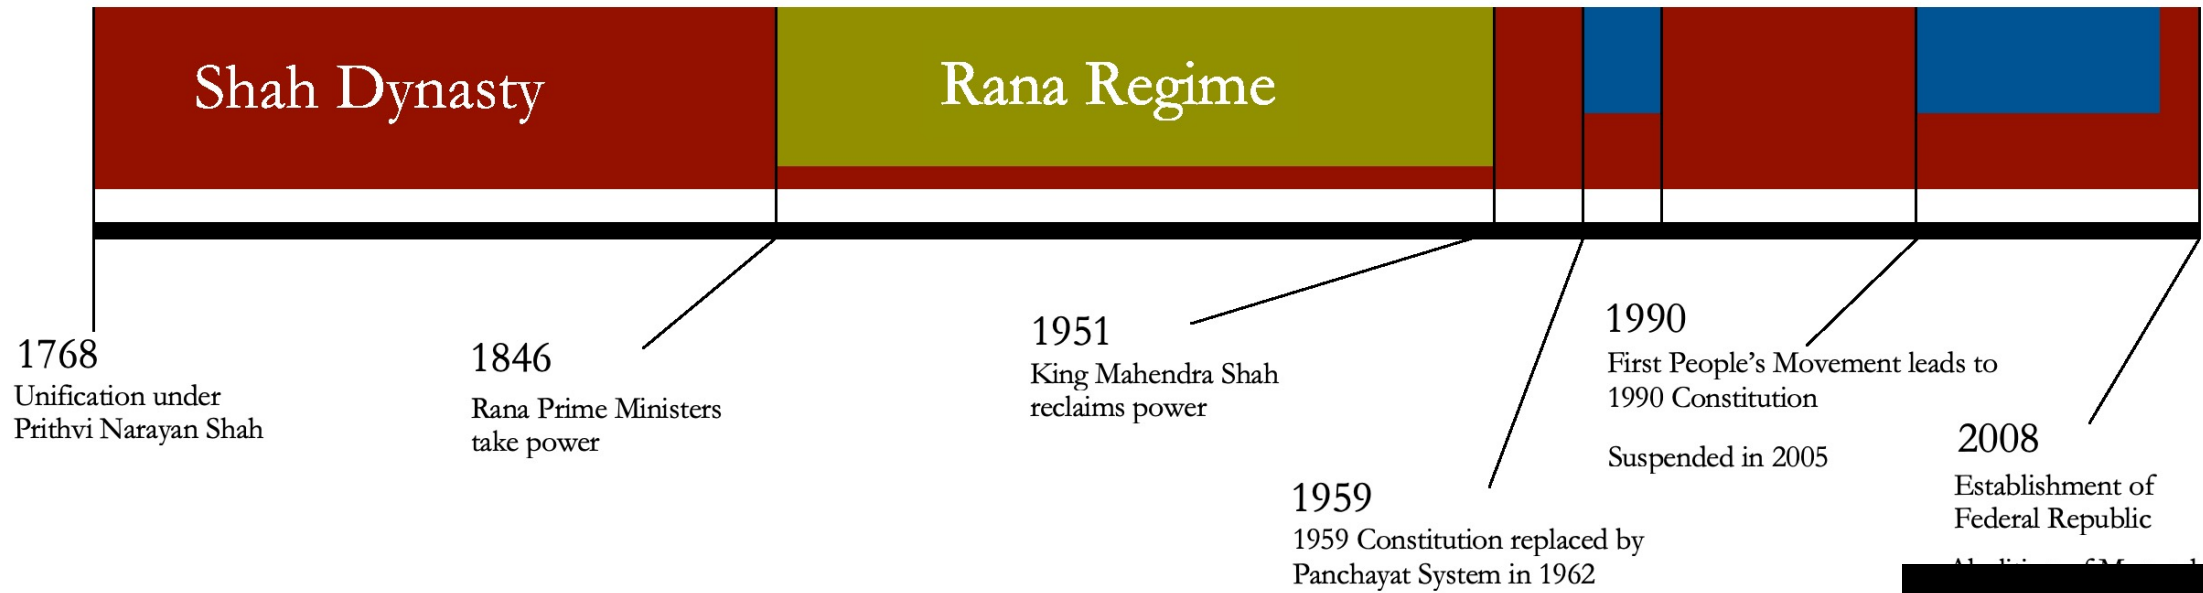 Shah Dynasty
Rana Regime
1768
Unification under
Prithvi Narayan Shah
1846
Rana Prime Ministers
take power
1951
King Mahendra Shah
reclaims power
1959
1959 Constitution replaced by
Panchayat System in 1962
1990
First People’s Movement leads to
1990 Constitution
Suspended in 2005
2008
Establishment of
Federal Republic